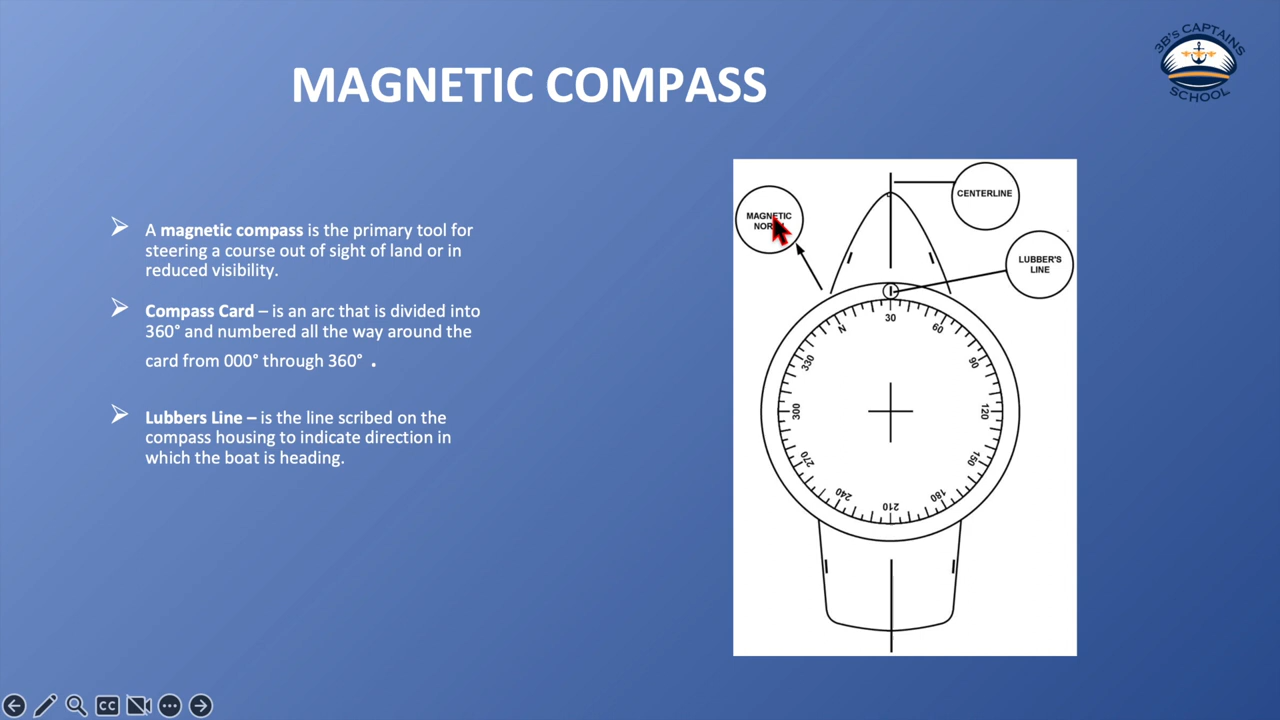 3B's CAPTAINS
SCHOOL
MAGNETIC COMPASS
A magnetic compass is the primary tool for
steering a course out of sight of land or in
reduced visibility.
Compass Card – is an arc that is divided into
360° and numbered all the way around the
card from 000° through 360° .
Lubbers Line – is the line scribed on the
compass housing to indicate direction in
which the boat is heading.
MAGNETIC
CENTERLINE
LUBBER'S
LINE
N
30
60
90
120
150
180
210
240
270
300
330
CC